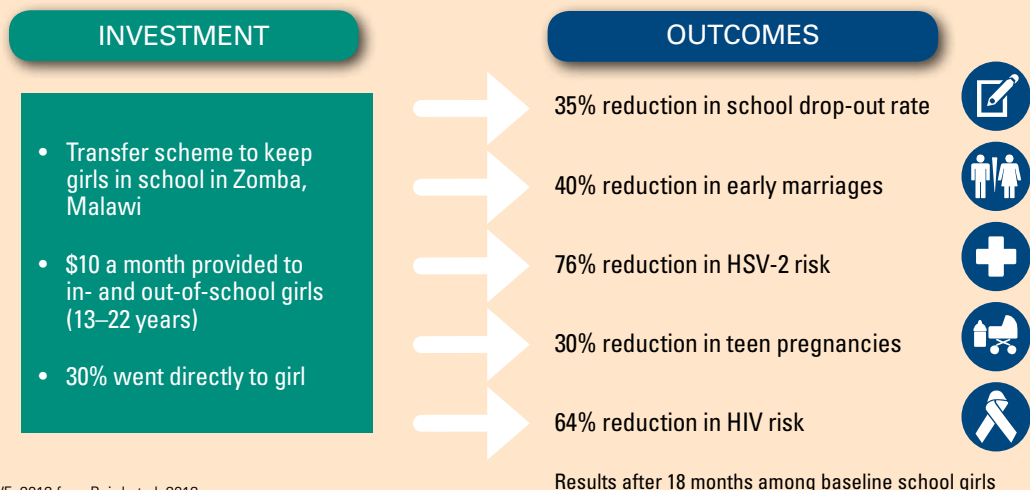 INVESTMENT
• Transfer scheme to keep
girls in school in Zomba,
Malawi
• $10 a month provided to
in- and out-of-school girls
(13–22 years)
• 30% went directly to girl
OUTCOMES
35% reduction in school drop-out rate
40% reduction in early marriages
76% reduction in HSV-2 risk
30% reduction in teen pregnancies
64% reduction in HIV risk
Results after 18 months among baseline school girls